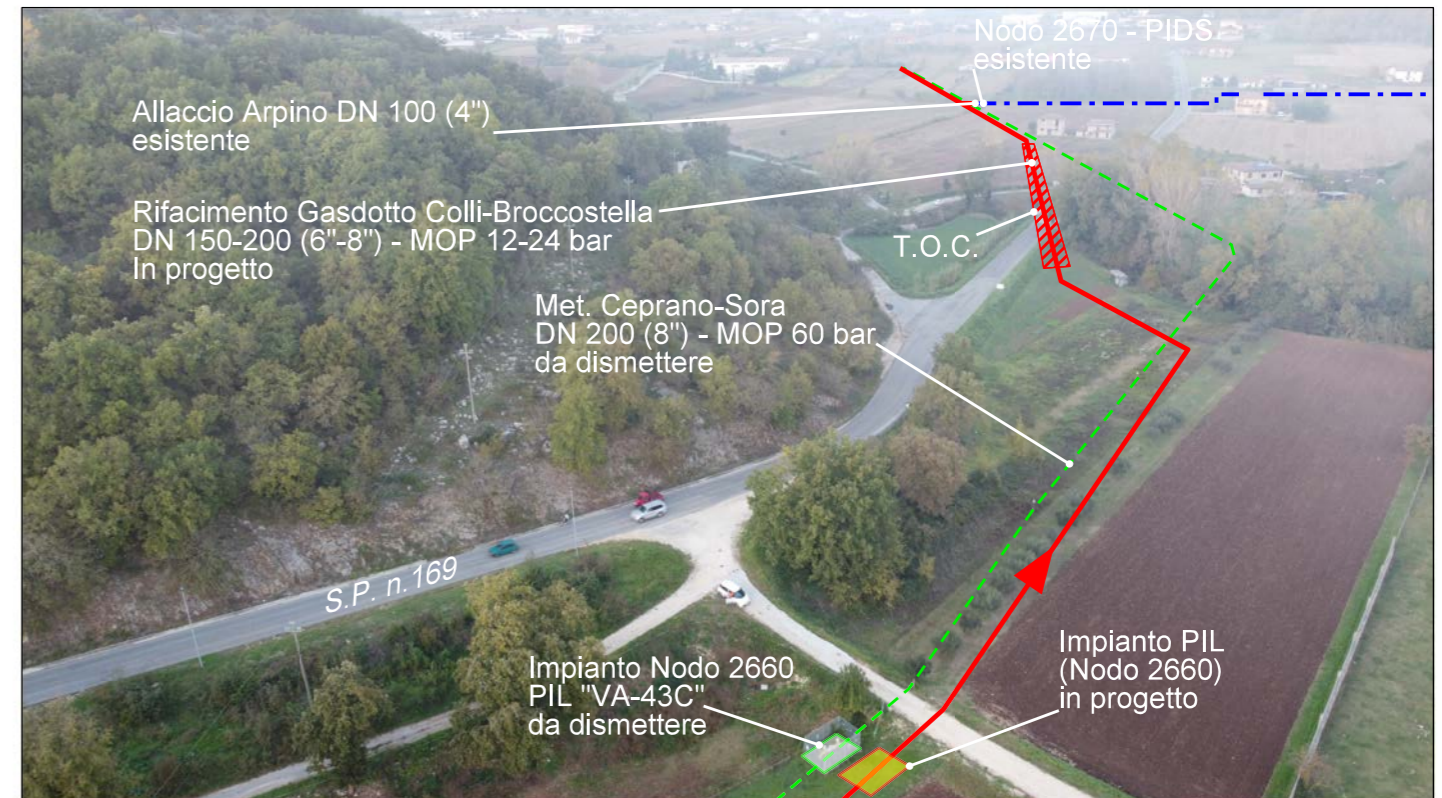 Nodo 2670 - PIDS
esistente
Allaccio Arpino DN 100 (4")
esistente
Rifacimento Gasdotto Colli-Broccostella
DN 150-200 (6"-8") - MOP 12-24 bar
In progetto
T.O.C.
Met. Ceprano-Sora
DN 200 (8") - MOP 60 bar
da dismettere
S.P. n.169
Impianto Nodo 2660
PIL "VA-43C"
da dismettere
Impianto PIL
(Nodo 2660)
in progetto